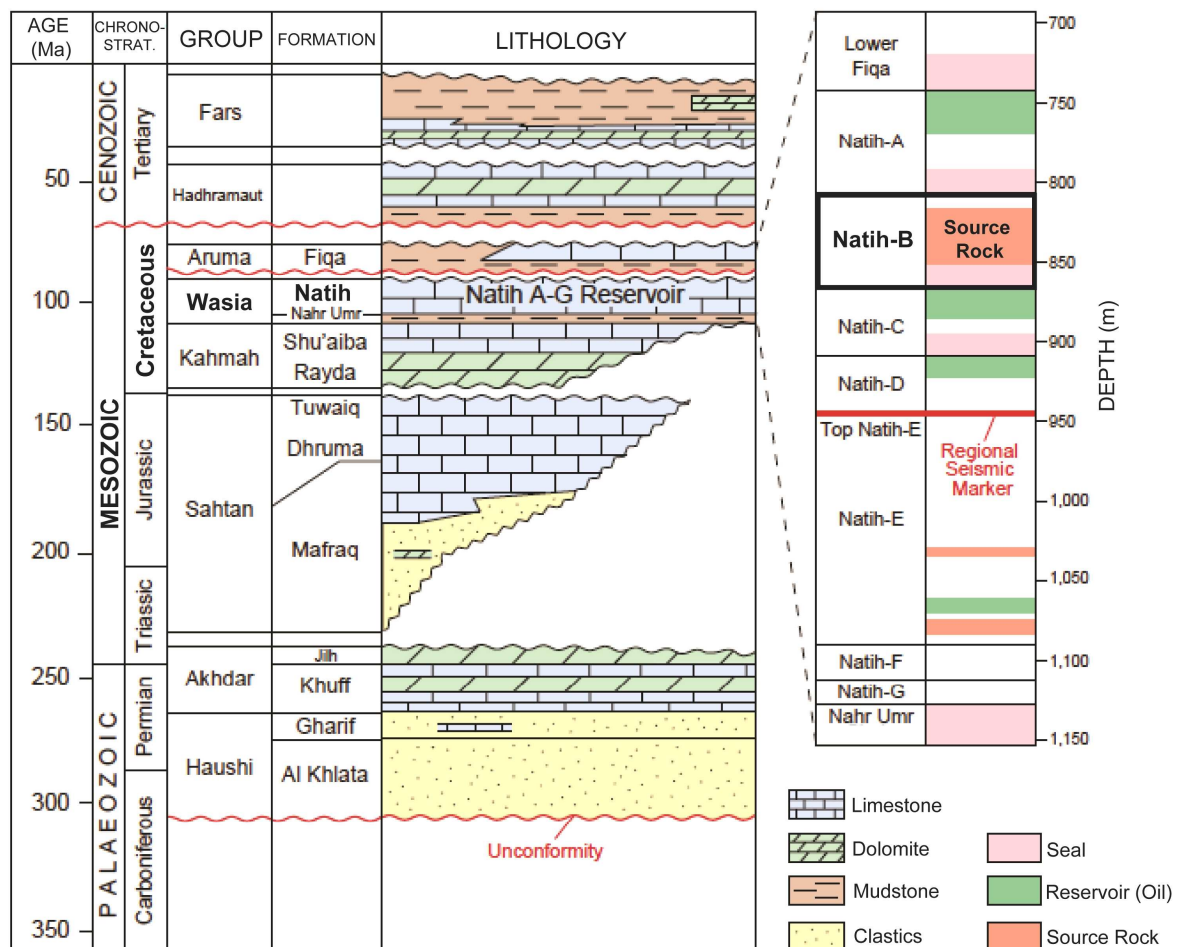 AGE
(Ma)
CHRONO-
STRAT.
GROUP
FORMATION
LITHOLOGY
50
100
150
200
250
300
350
CENOZOIC
MESOZOIC
PALAEOZOIC
Tertiary
Cretaceous
Jurassic
Triassic
Permian
Carboniferous
Fars
Hadhramaut
Aruma
Wasia
Kahmah
Sahtan
Akhdar
Haushi
Fiqa
Natih
Nahr Umr
Shu'aiba
Rayda
Tuwaiq
Dhruma
Mafraq
Jilh
Khuff
Gharif
Al Khlata
Natih A-G Reservoir
Unconformity
Lower
Fiqa
Natih-A
Natih-B
Source
Rock
Natih-C
Natih-D
Top Natih-E
Regional
Seismic
Marker
Natih-E
Natih-F
Natih-G
Nahr Umr
700
750
800
850
900
950
1,000
1,050
1,100
1,150
DEPTH (m)
Limestone
Dolomite
Mudstone
Clastics
Seal
Reservoir (Oil)
Source Rock